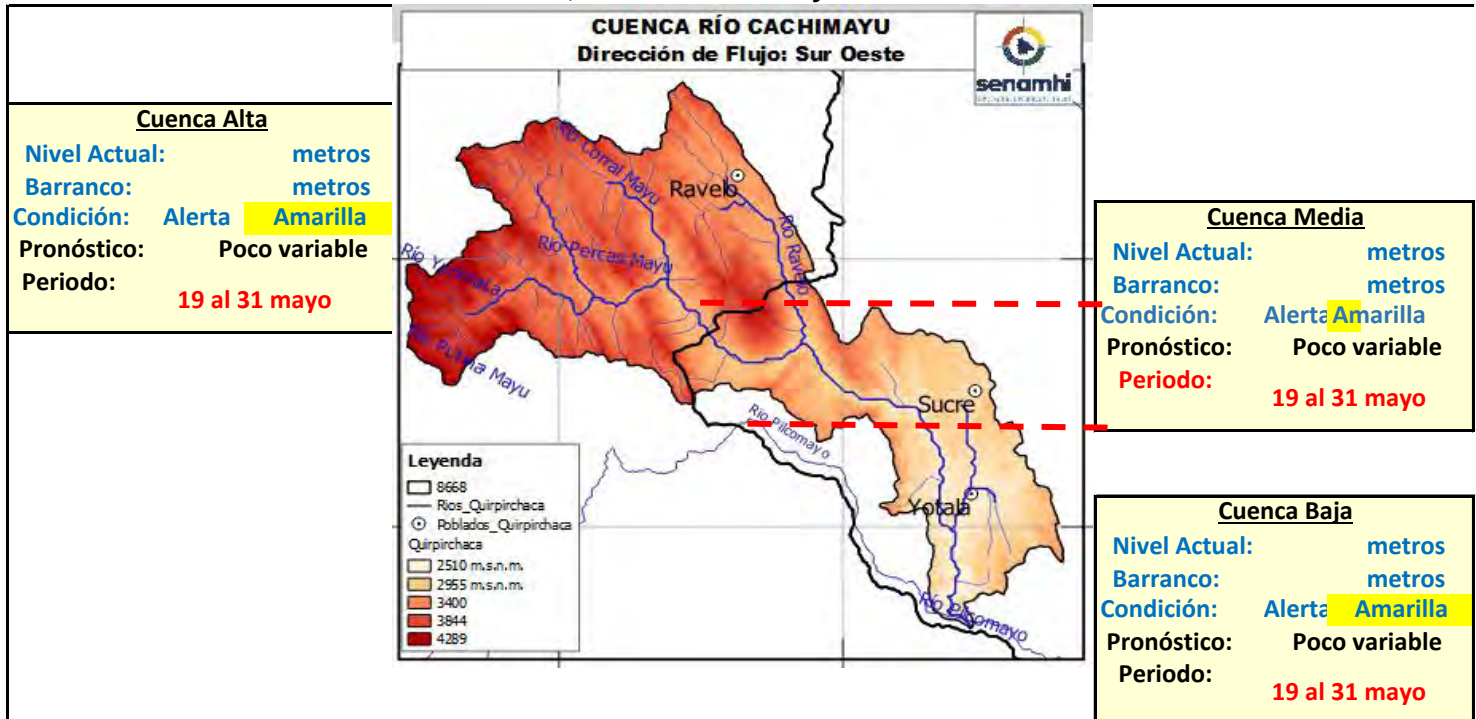 CUENCA RÍO CACHIMAYU
Dirección de Flujo: Sur Oeste
senamhi
Cuenca Alta
Nivel Actual: metros
Barranco: metros
Condición: Alerta Amarilla
Pronóstico: Poco variable
Periodo:
19 al 31 mayo
Río Corral Mayu
Ravelo
Río Ravelo
Río Percas Mayu
Mayu
Sucre
Río Pilcomayo
Yotala
Río Pilcomayo
Leyenda
8668
Rios_Quirpirchaca
Poblados_Quirpirchaca
Quirpirchaca
2510 m.s.n.m.
2955 m.s.n.m.
3400
3844
4289
Cuenca Media
Nivel Actual: metros
Barranco: metros
Condición: Alerta Amarilla
Pronóstico: Poco variable
Periodo:
19 al 31 mayo
Cuenca Baja
Nivel Actual: metros
Barranco: metros
Condición: Alerta Amarilla
Pronóstico: Poco variable
Periodo:
19 al 31 mayo